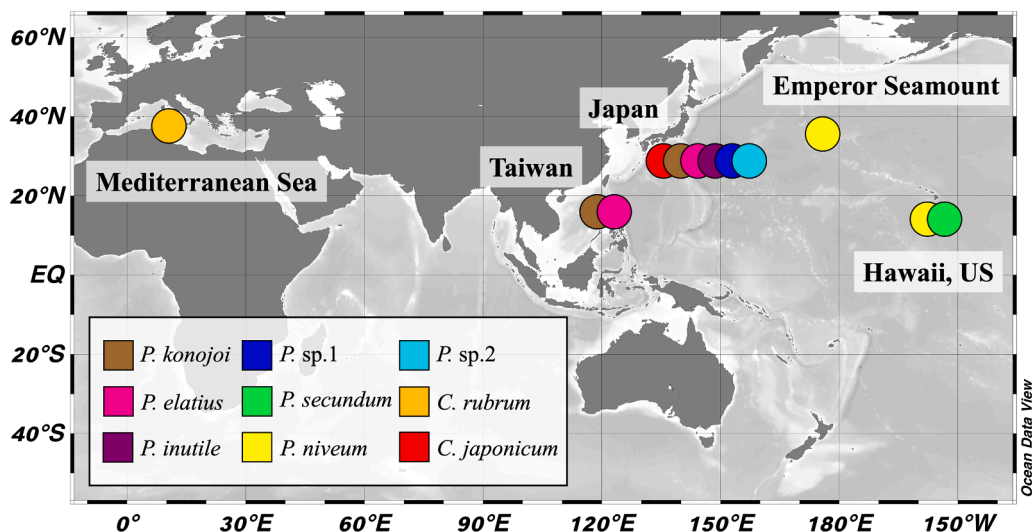 60°N
40°N
20°N
EQ
20°S
40°S
Emperor Seamount
Japan
Taiwan
Mediterranean Sea
Hawaii, US
P. konojoi
P. sp.1
P. sp.2
P. elatius
P. secundum
C. rubrum
P. inutile
P. niveum
C. japonicum
0°
30°E
60°E
90°E
120°E
150°E
180°E
150°W
Ocean Data View